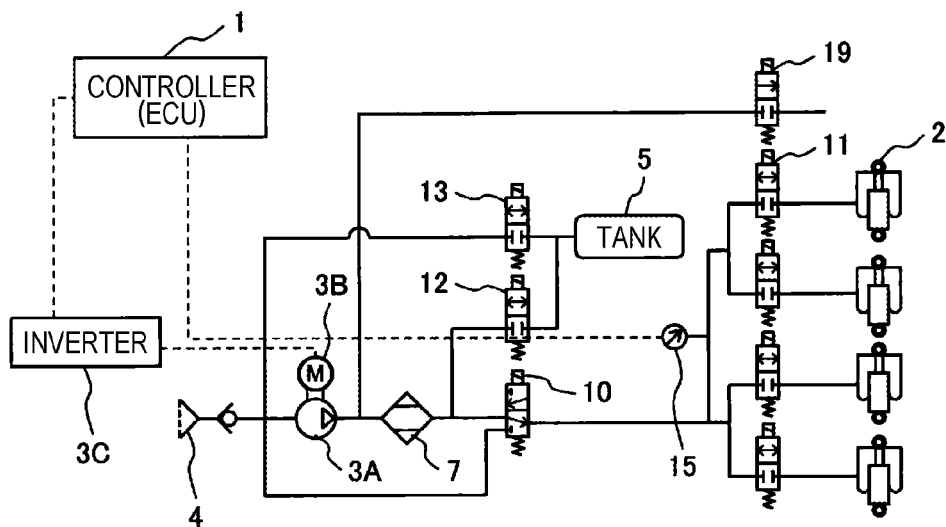 1
CONTROLLER
(ECU)
19
11
2
5
13
TANK
12
3B
INVERTER
M
10
3C
4
3A
7
15